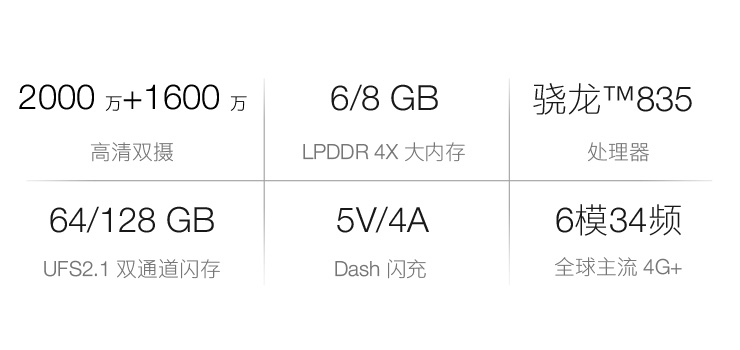 2000 万+1600 万
高清双摄
6/8 GB
LPDDR 4X 大内存
骁龙™835
处理器
64/128 GB
UFS2.1 双通道闪存
5V/4A
Dash 闪充
6模34频
全球主流 4G+